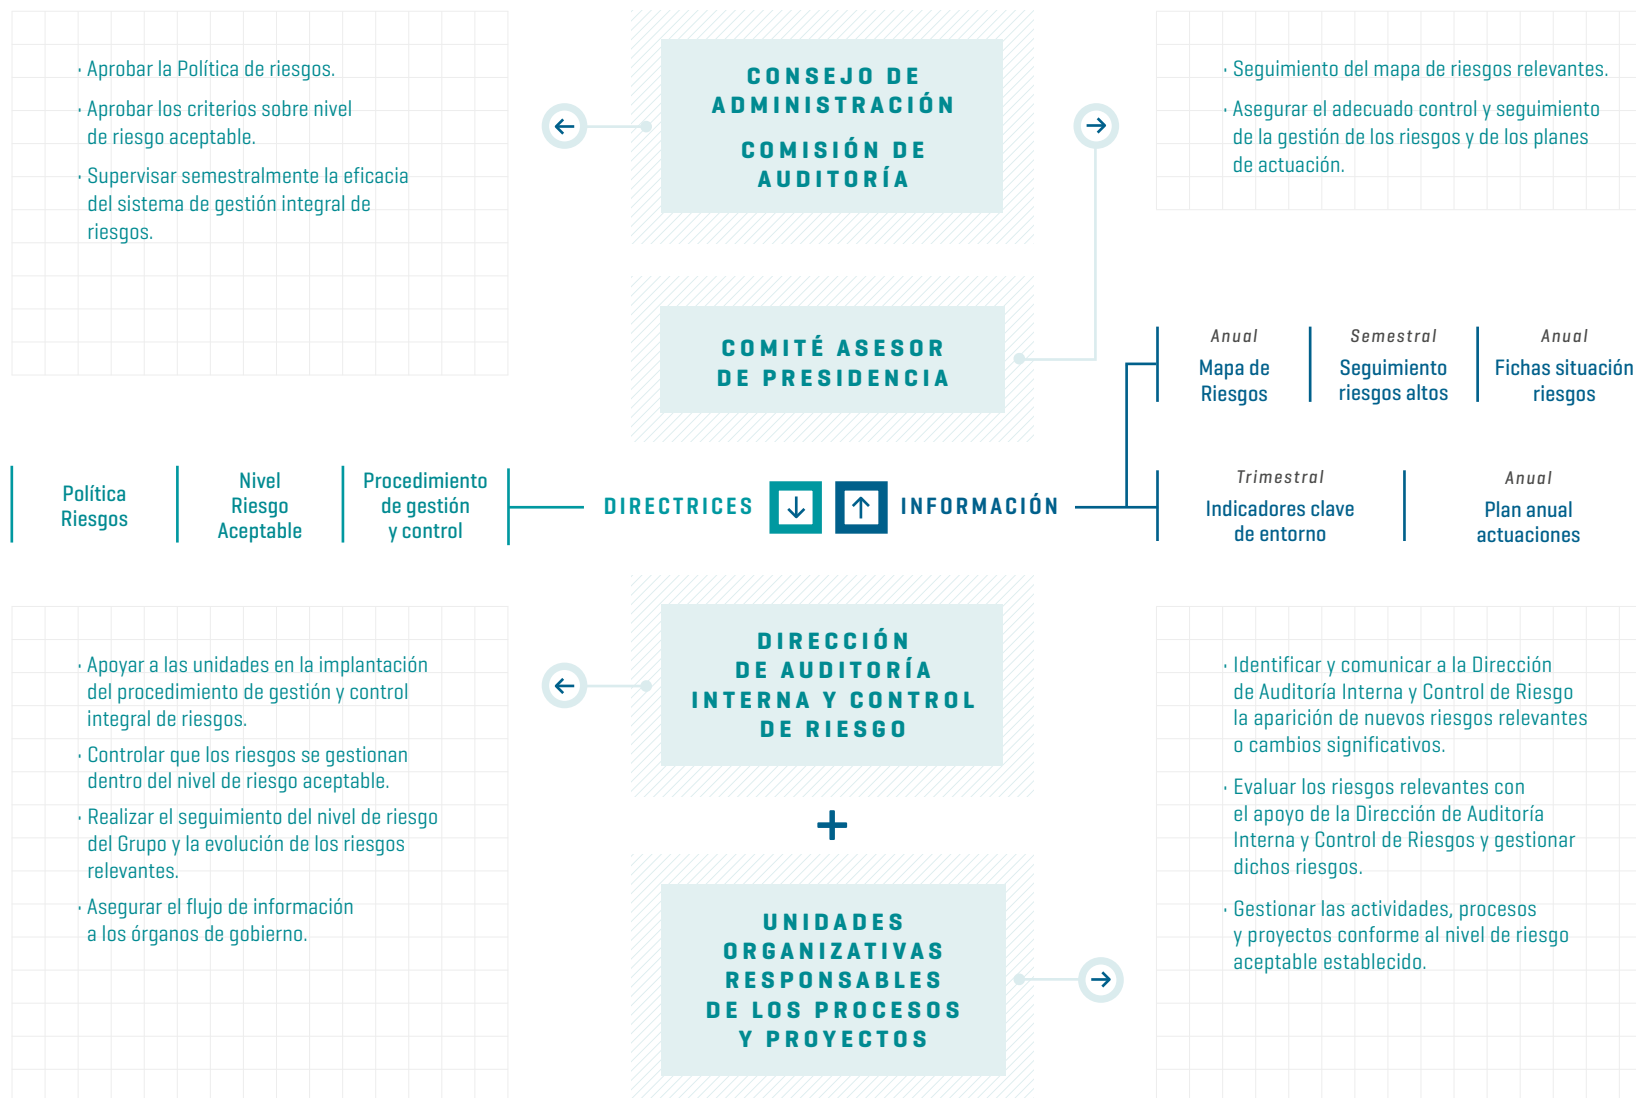 · Aprobar la Política de riesgos.
· Aprobar los criterios sobre nivel
de riesgo aceptable.
· Supervisar semestralmente la eficacia
del sistema de gestión integral de
riesgos.
CONSEJO DE
ADMINISTRACIÓN
COMISIÓN DE
AUDITORÍA
· Seguimiento del mapa de riesgos relevantes.
· Asegurar el adecuado control y seguimiento
de la gestión de los riesgos y de los planes
de actuación.
COMITÉ ASESOR
DE PRESIDENCIA
Anual
Mapa de
Riesgos
Semestral
Seguimiento
riesgos altos
Anual
Fichas situación
riesgos
Política
Riesgos
Nivel
Riesgo
Aceptable
Procedimiento
de gestión
y control
DIRECTRICES
INFORMACIÓN
Trimestral
Indicadores clave
de entorno
Anual
Plan anual
actuaciones
· Apoyar a las unidades en la implantación
del procedimiento de gestión y control
integral de riesgos.
· Controlar que los riesgos se gestionan
dentro del nivel de riesgo aceptable.
· Realizar el seguimiento del nivel de riesgo
del Grupo y la evolución de los riesgos
relevantes.
· Asegurar el flujo de información
a los órganos de gobierno.
DIRECCIÓN
DE AUDITORÍA
INTERNA Y CONTROL
DE RIESGO
+
UNIDADES
ORGANIZATIVAS
RESPONSABLES
DE LOS PROCESOS
Y PROYECTOS
· Identificar y comunicar a la Dirección
de Auditoría Interna y Control de Riesgo
la aparición de nuevos riesgos relevantes
o cambios significativos.
· Evaluar los riesgos relevantes con
el apoyo de la Dirección de Auditoría
Interna y Control de Riesgos y gestionar
dichos riesgos.
· Gestionar las actividades, procesos
y proyectos conforme al nivel de riesgo
aceptable establecido.